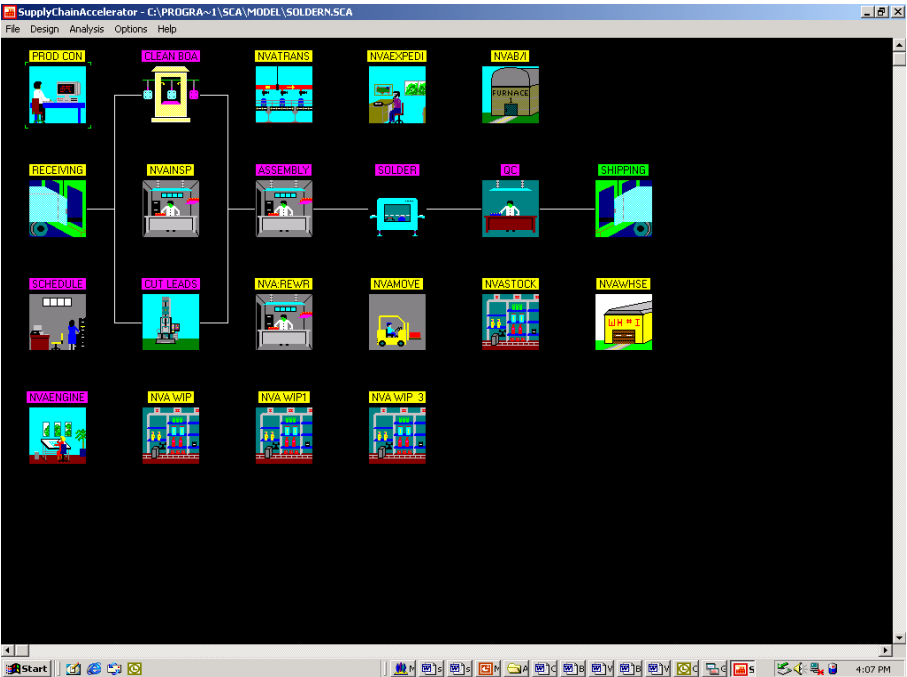 SupplyChainAccelerator - C:\PROGRA~1\SCA\MODEL\SOLDERN.SCA
File Design Analysis Options Help
PROD CON CLEAN BOA NVATRANS NVAEXPEDI NVAB/I
FURNACE
RECEIVING NVAINSP ASSEMBLY SOLDER QC SHIPPING
SCHEDULE CUT LEADS NVA:REWR NVAMOVE NVASTOCK NVAWHSE
WH # I
NVAENGINE NVA WIP NVA WIP1 NVA WIP 3
Start 4:07 PM